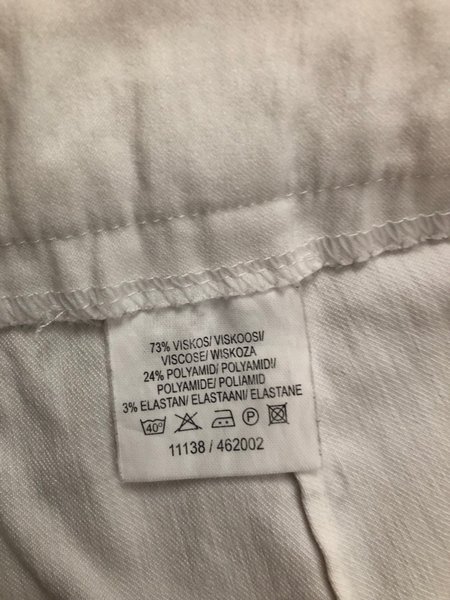 73% VISKOS/ VISKOOSI/
VISCOSE/ WISKOZA
24% POLYAMID/ POLYAMIDI/
POLYAMIDE/ POLIAMID
3% ELASTAN/ ELASTAANI/ ELASTANE
40° P
11138 / 462002